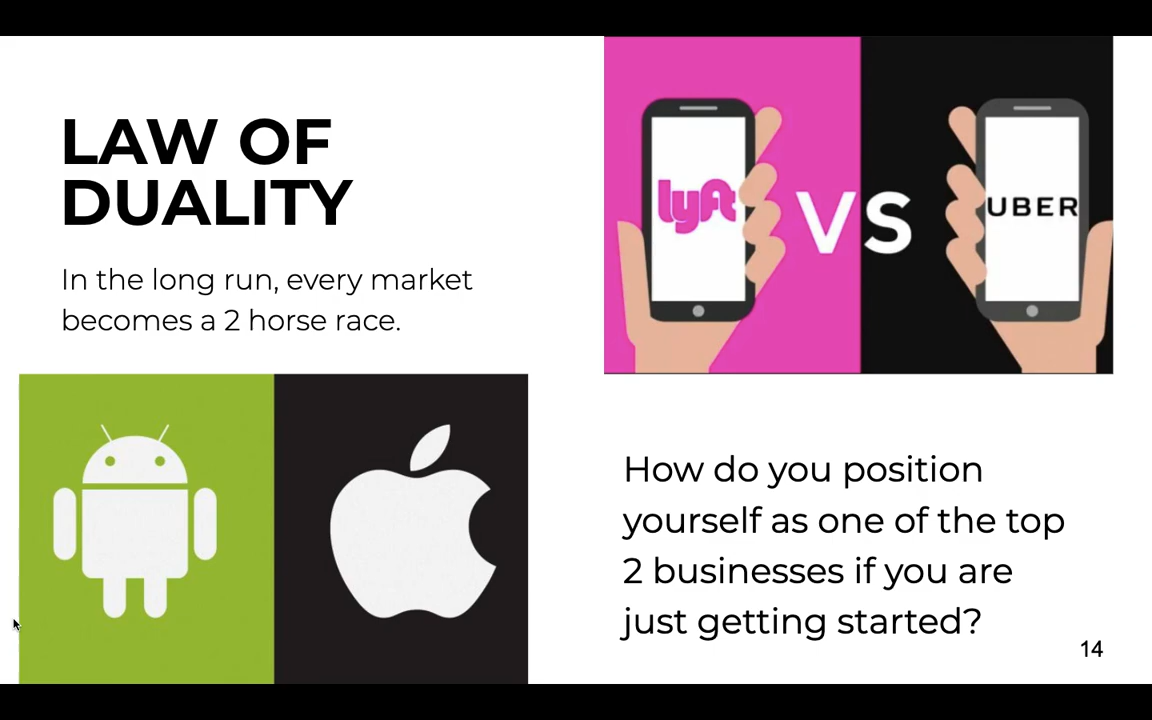 LAW OF
DUALITY
In the long run, every market
becomes a 2 horse race.
lyft
VS
UBER
How do you position
yourself as one of the top
2 businesses if you are
just getting started?
14